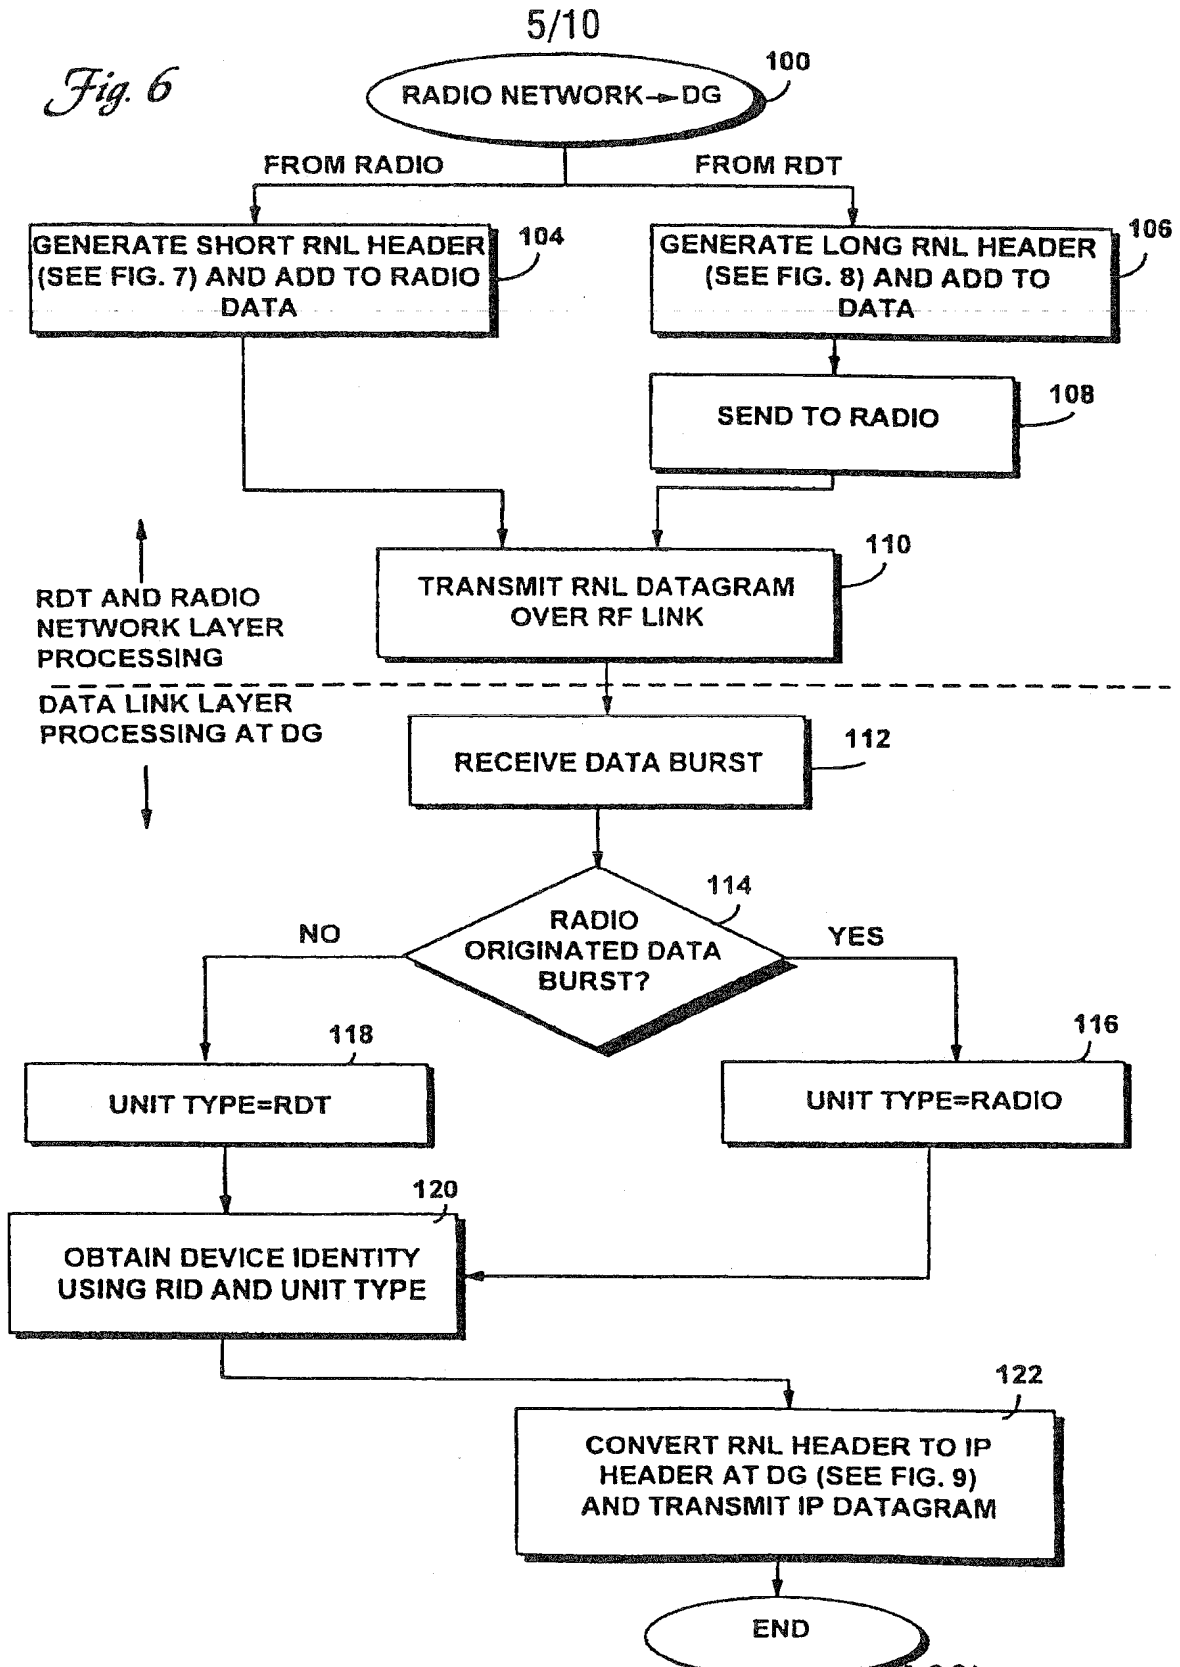 5/10
Fig. 6
100
RADIO NETWORK→DG
FROM RADIO
FROM RDT
GENERATE SHORT RNL HEADER
(SEE FIG. 7) AND ADD TO RADIO
DATA
104
GENERATE LONG RNL HEADER
(SEE FIG. 8) AND ADD TO
DATA
106
SEND TO RADIO
108
TRANSMIT RNL DATAGRAM
OVER RF LINK
110
RDT AND RADIO
NETWORK LAYER
PROCESSING
DATA LINK LAYER
PROCESSING AT DG
RECEIVE DATA BURST
112
RADIO
ORIGINATED DATA
BURST?
114
NO
YES
118
UNIT TYPE=RDT
116
UNIT TYPE=RADIO
120
OBTAIN DEVICE IDENTITY
USING RID AND UNIT TYPE
122
CONVERT RNL HEADER TO IP
HEADER AT DG (SEE FIG. 9)
AND TRANSMIT IP DATAGRAM
END